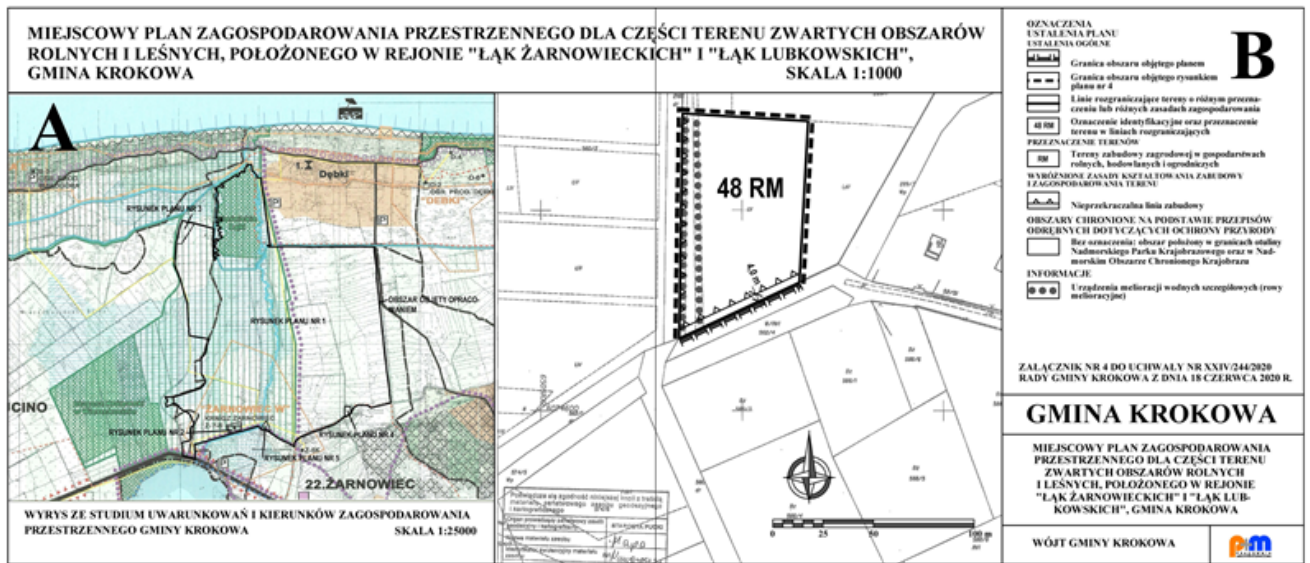 MIEJSCOWY PLAN ZAGOSPODAROWANIA PRZESTRZENNEGO DLA CZĘŚCI TERENU ZWARTYCH OBSZARÓW
ROLNYCH I LEŚNYCH, POŁOŻONEGO W REJONIE "ŁĄK ŻARNOWIECKICH" I "ŁĄK LUBKOWSKICH",
GMINA KROKOWA SKALA 1:1000
A
1.
Dębki
"DĘBKI"
RYSUNEK PLANU NR 3
OBSZAR OBJĘTY OPRACO-
WANIEM
RYSUNEK PLANU NR 1
UCINO
"ŻARNOWIEC W"
RYSUNEK PLANU NR 2
RYSUNEK PLANU NR 4
RYSUNEK PLANU NR 5
22.ŻARNOWIEC
WYRYS ZE STUDIUM UWARUNKOWAŃ I KIERUNKÓW ZAGOSPODAROWANIA
PRZESTRZENNEGO GMINY KROKOWA SKALA 1:25000
48 RM
4,0 m
STAROSTA PUCKI
0 25 50 100 m
OZNACZENIA
USTALENIA PLANU
USTALENIA OGÓLNE
B
Granica obszaru objętego planem
Granica obszaru objętego rysunkiem
planu nr 4
Linie rozgraniczające tereny o różnym przezna-
czeniu lub różnych zasadach zagospodarowania
48 RM
Oznaczenie identyfikacyjne oraz przeznaczenie
terenu w liniach rozgraniczających
PRZEZNACZENIE TERENÓW
RM
Tereny zabudowy zagrodowej w gospodarstwach
rolnych, hodowlanych i ogrodniczych
WYRÓŻNIONE ZASADY KSZTAŁTOWANIA ZABUDOWY
I ZAGOSPODAROWANIA TERENU
Nieprzekraczalna linia zabudowy
OBSZARY CHRONIONE NA PODSTAWIE PRZEPISÓW
ODRĘBNYCH DOTYCZĄCYCH OCHRONY PRZYRODY
Bez oznaczenia: obszar położony w granicach otuliny
Nadmorskiego Parku Krajobrazowego oraz w Nad-
morskim Obszarze Chronionego Krajobrazu
INFORMACJE
Urządzenia melioracji wodnych szczegółowych (rowy
melioracyjne)
ZAŁĄCZNIK NR 4 DO UCHWAŁY NR XXIV/244/2020
RADY GMINY KROKOWA Z DNIA 18 CZERWCA 2020 R.
GMINA KROKOWA
MIEJSCOWY PLAN ZAGOSPODAROWANIA
PRZESTRZENNEGO DLA CZĘŚCI TERENU
ZWARTYCH OBSZARÓW ROLNYCH
I LEŚNYCH, POŁOŻONEGO W REJONIE
"ŁĄK ŻARNOWIECKICH" I "ŁĄK LUB-
KOWSKICH", GMINA KROKOWA
WÓJT GMINY KROKOWA